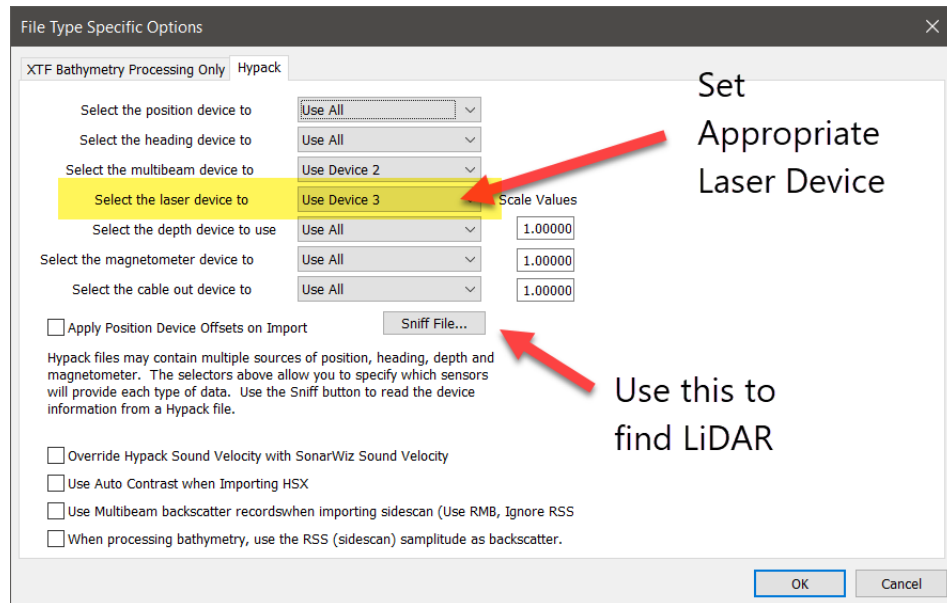 File Type Specific Options
XTF Bathymetry Processing Only Hypack
Select the position device to Use All
Select the heading device to Use All
Select the multibeam device to Use Device 2
Select the laser device to Use Device 3 Scale Values
Select the depth device to use Use All 1.00000
Select the magnetometer device to Use All 1.00000
Select the cable out device to Use All 1.00000
Set
Appropriate
Laser Device
Apply Position Device Offsets on Import Sniff File...
Hypack files may contain multiple sources of position, heading, depth and
magnetometer. The selectors above allow you to specify which sensors
will provide each type of data. Use the Sniff button to read the device
information from a Hypack file.
Use this to
find LiDAR
Override Hypack Sound Velocity with SonarWiz Sound Velocity
Use Auto Contrast when Importing HSX
Use Multibeam backscatter recordswhen importing sidescan (Use RMB, Ignore RSS
When processing bathymetry, use the RSS (sidescan) samplitude as backscatter.
OK Cancel